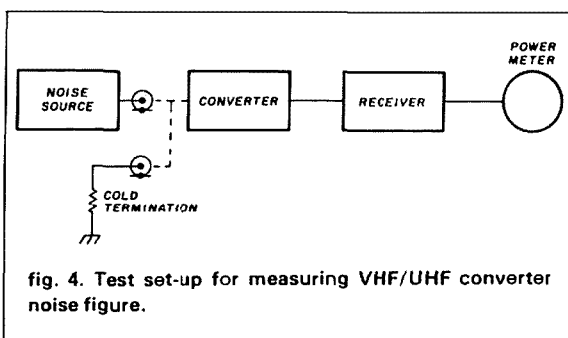 POWER
METER
NOISE
SOURCE
CONVERTER
RECEIVER
COLD
TERMINATION
fig. 4. Test set-up for measuring VHF/UHF converter
noise figure.